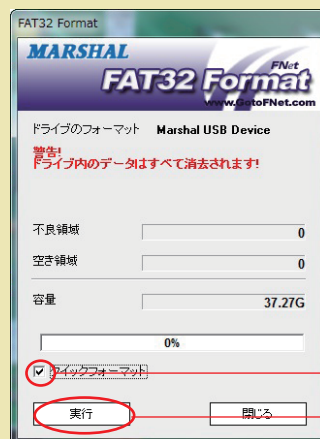 FAT32 Format
MARSHAL
FNet
FAT32 Format
www.GotoFNet.com
ドライブのフォーマット Marshal USB Device
警告!
ドライブ内のデータはすべて消去されます!
不良領域 0
空き領域 0
容量 37.27G
0%
クイックフォーマット
実行 閉じる